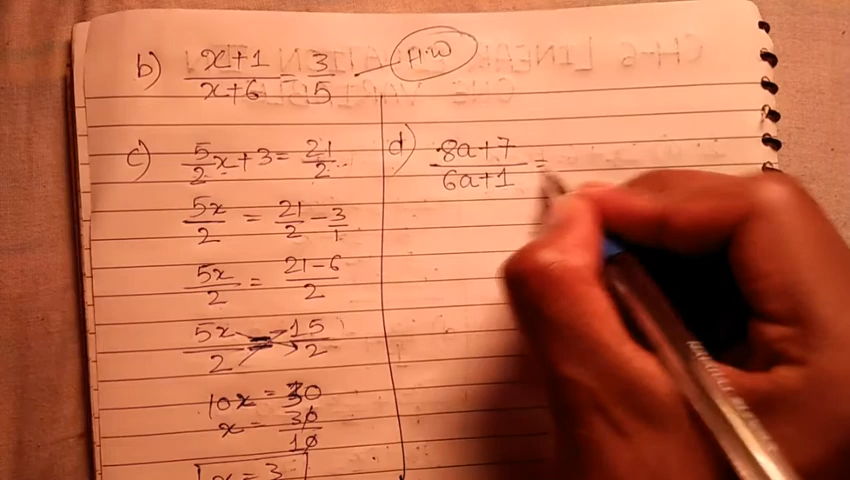 b) x+1/x+6 = 3/5 HW
c) 5/2 x + 3 = 21/2
5x/2 = 21/2 - 3/1
5x/2 = 21-6/2
5x/2 = 15/2
10x = 30
x = 30/10
x = 3
d) 8a+7/6a+1 =
CH-6 LINEAR